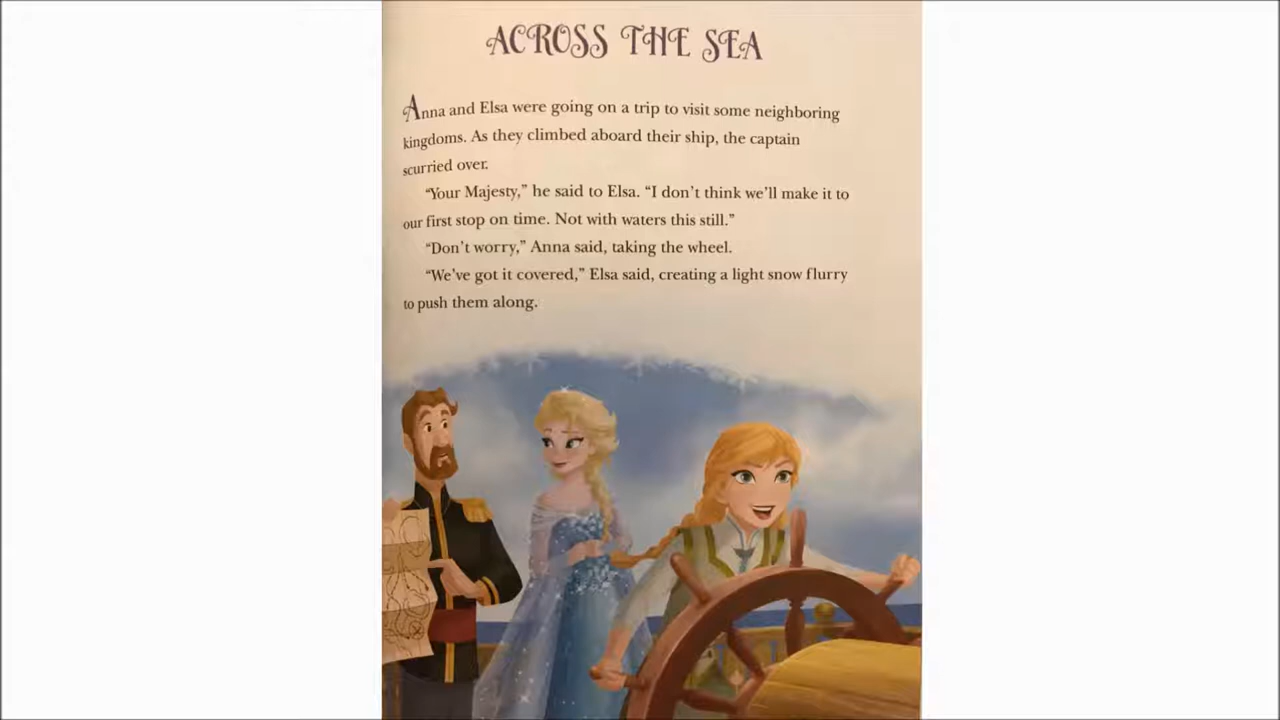 ACROSS THE SEA
Anna and Elsa were going on a trip to visit some neighboring
kingdoms. As they climbed aboard their ship, the captain
scurried over.
“Your Majesty,” he said to Elsa. “I don’t think we’ll make it to
our first stop on time. Not with waters this still.”
“Don’t worry,” Anna said, taking the wheel.
“We’ve got it covered,” Elsa said, creating a light snow flurry
to push them along.